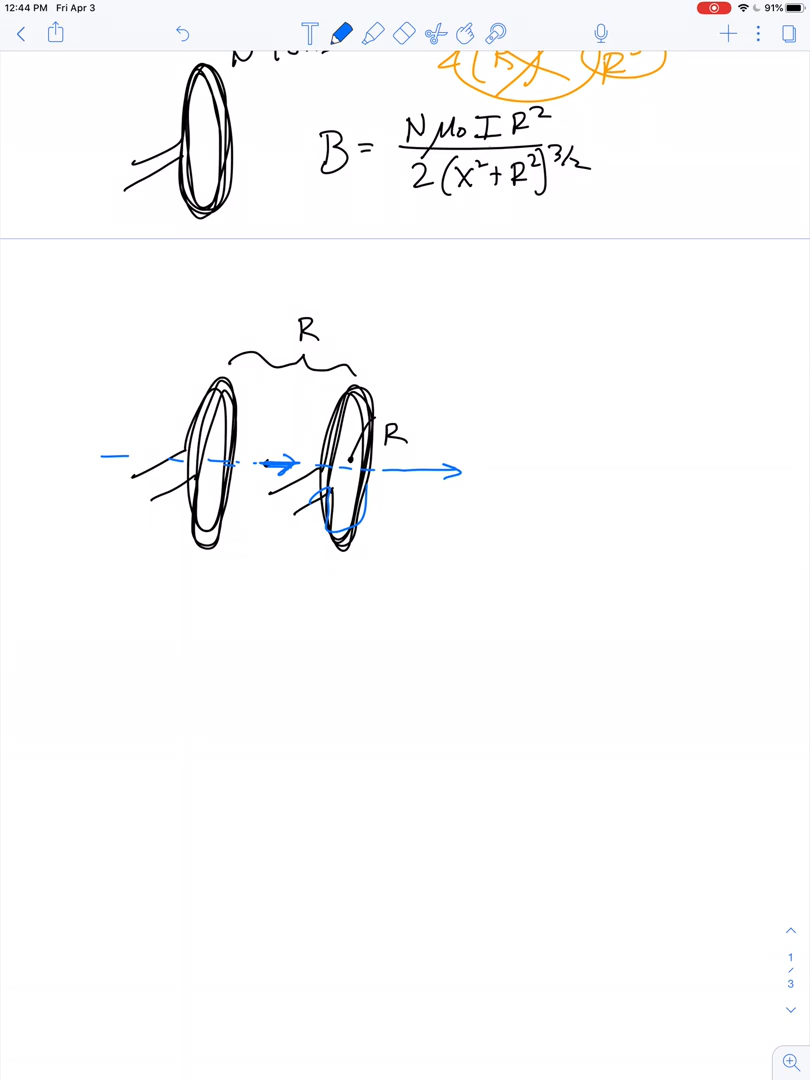 12:44 PM Fri Apr 3
91%
B = NμoIR² / 2(x²+R²)^3/2
R
R
1
/
3